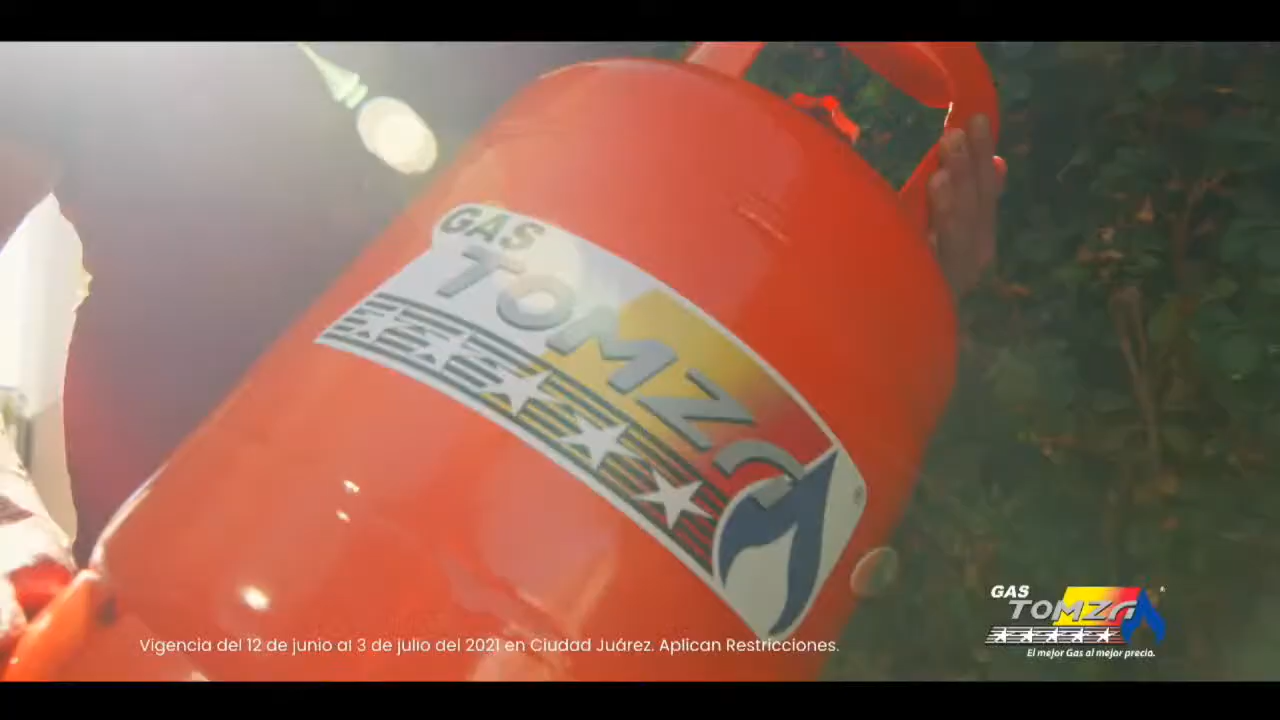 GAS
TOMZA
Vigencia del 12 de junio al 3 de julio del 2021 en Ciudad Juárez. Aplican Restricciones.
GAS
TOMZA
El mejor Gas al mejor precio.